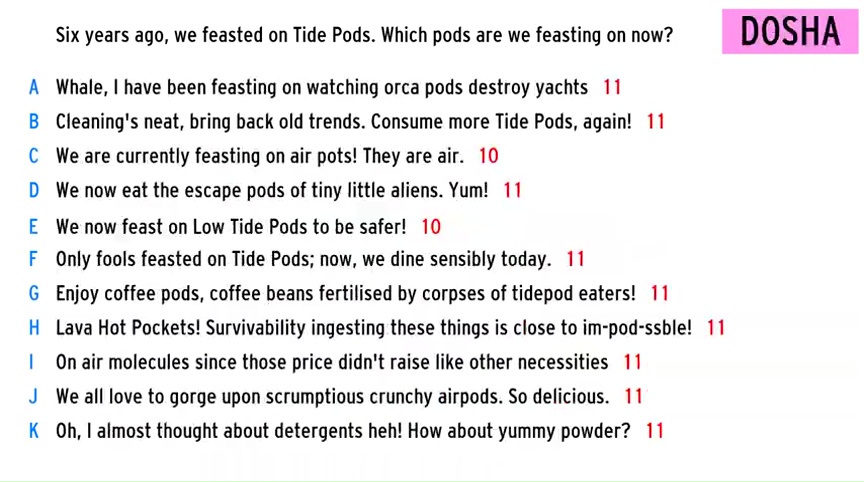 Six years ago, we feasted on Tide Pods. Which pods are we feasting on now?
DOSHA
A Whale, I have been feasting on watching orca pods destroy yachts 11
B Cleaning's neat, bring back old trends. Consume more Tide Pods, again! 11
C We are currently feasting on air pots! They are air. 10
D We now eat the escape pods of tiny little aliens. Yum! 11
E We now feast on Low Tide Pods to be safer! 10
F Only fools feasted on Tide Pods; now, we dine sensibly today. 11
G Enjoy coffee pods, coffee beans fertilised by corpses of tidepod eaters! 11
H Lava Hot Pockets! Survivability ingesting these things is close to im-pod-ssble! 11
I On air molecules since those price didn't raise like other necessities 11
J We all love to gorge upon scrumptious crunchy airpods. So delicious. 11
K Oh, I almost thought about detergents heh! How about yummy powder? 11